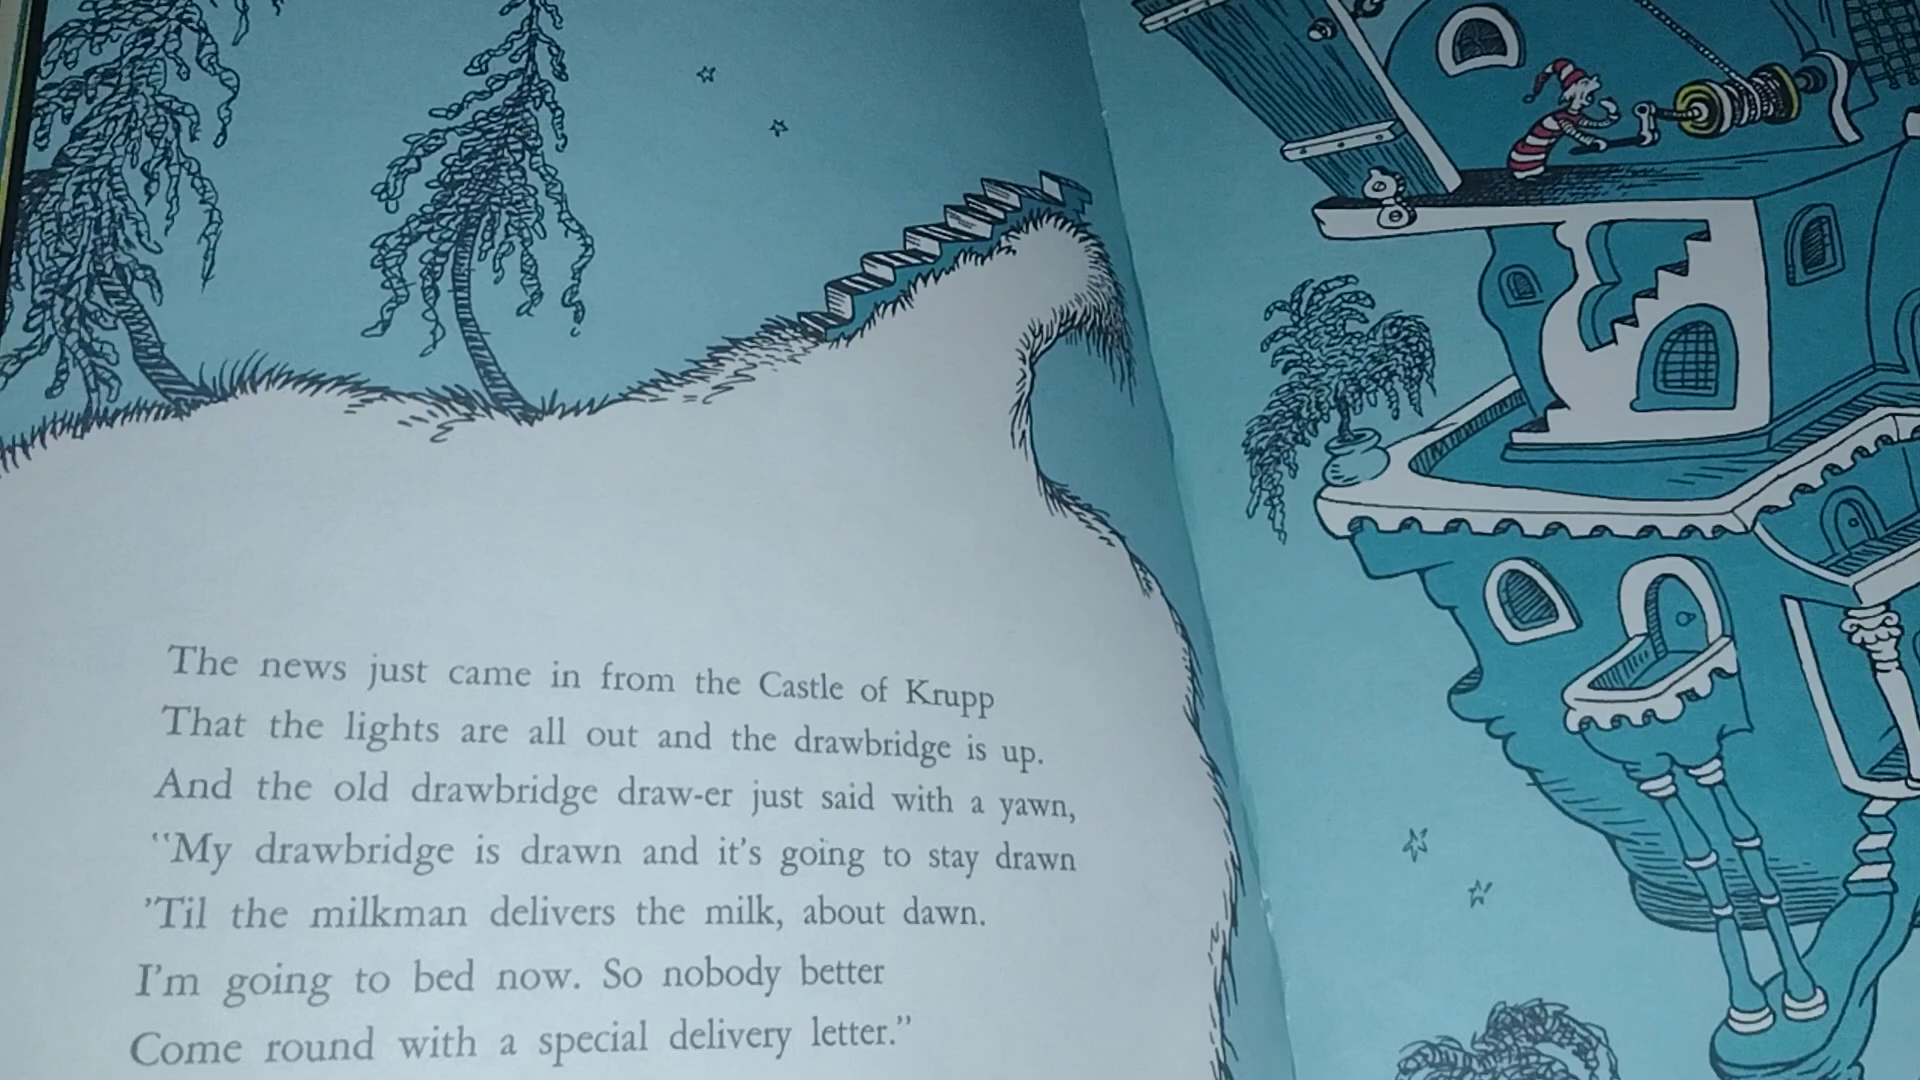 The news just came in from the Castle of Krupp
That the lights are all out and the drawbridge is up.
And the old drawbridge draw-er just said with a yawn,
“My drawbridge is drawn and it’s going to stay drawn
’Til the milkman delivers the milk, about dawn.
I’m going to bed now. So nobody better
Come round with a special delivery letter.”